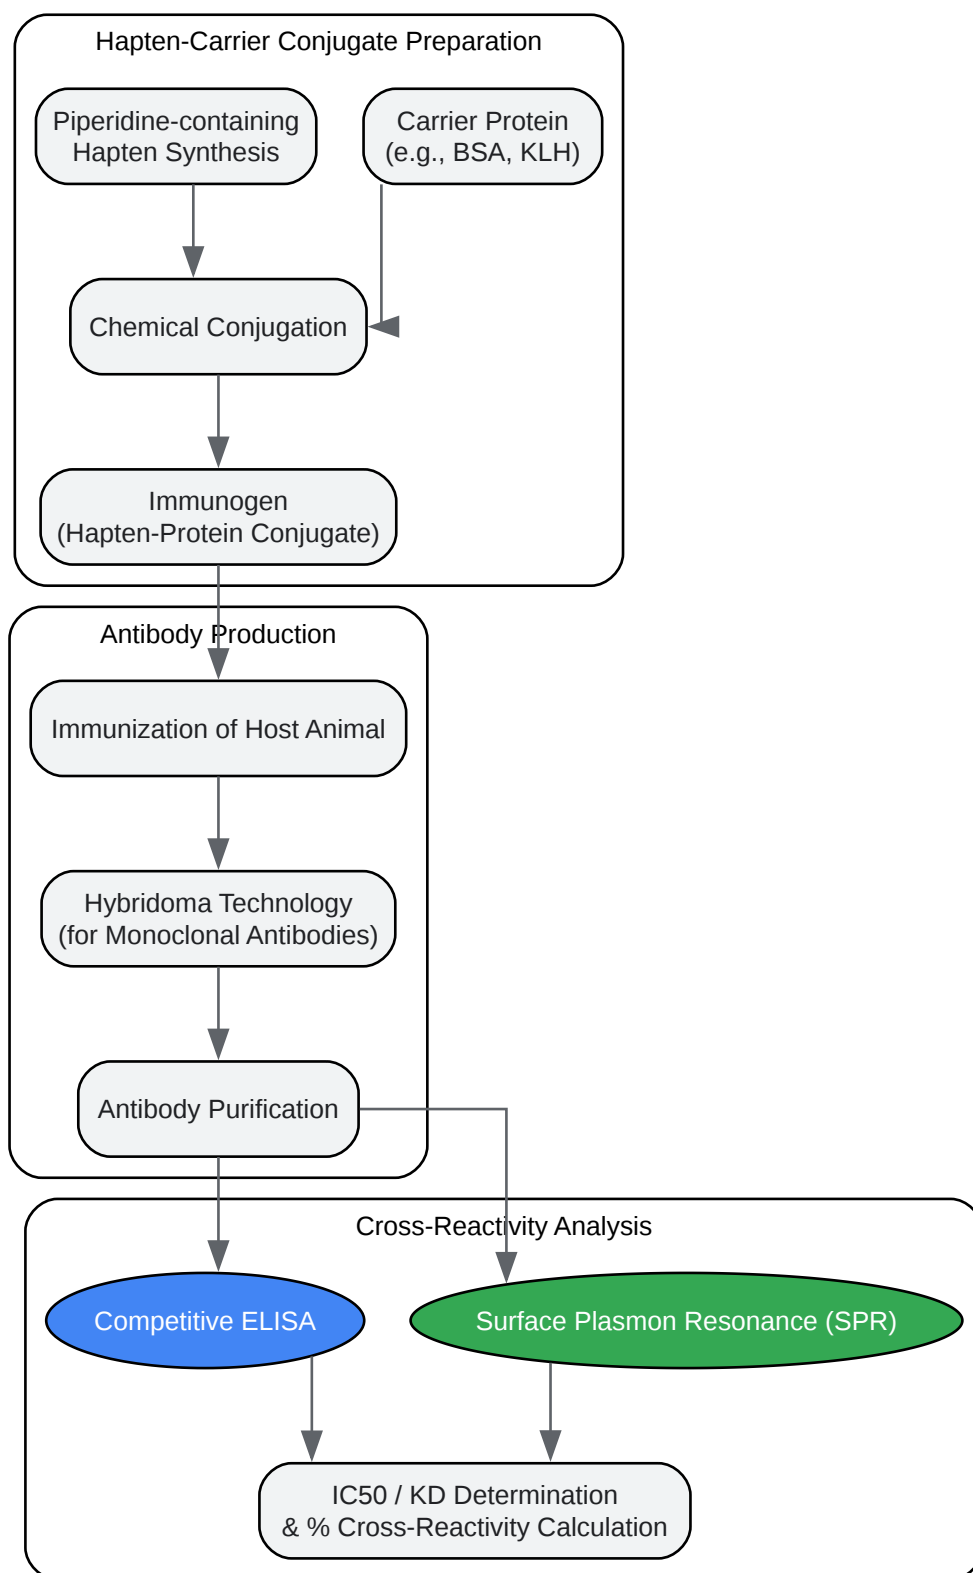 Hapten-Carrier Conjugate Preparation
Piperidine-containing
Hapten Synthesis
Carrier Protein
(e.g., BSA, KLH)
Chemical Conjugation
Immunogen
(Hapten-Protein Conjugate)
Antibody Production
Immunization of Host Animal
Hybridoma Technology
(for Monoclonal Antibodies)
Antibody Purification
Cross-Reactivity Analysis
Competitive ELISA
Surface Plasmon Resonance (SPR)
IC50 / KD Determination
& % Cross-Reactivity Calculation